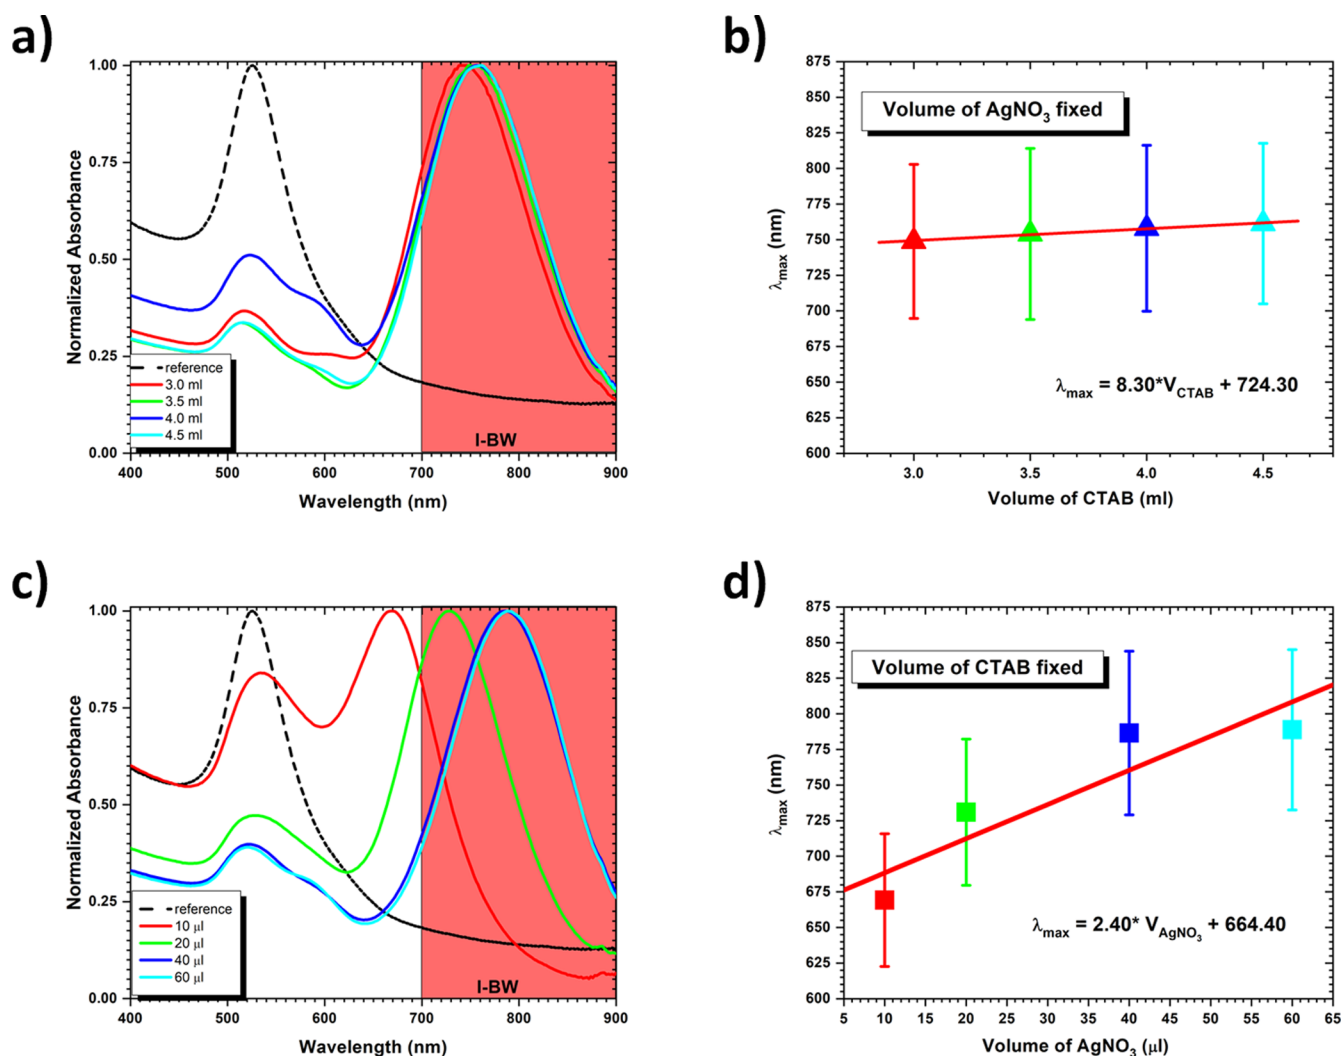 a)
1.00
0.75
0.50
0.25
0.00
Normalized Absorbance
reference
3.0 ml
3.5 ml
4.0 ml
4.5 ml
I-BW
400 500 600 700 800 900
Wavelength (nm)
b)
875
850
825
800
775
750
725
700
675
650
625
600
λmax (nm)
Volume of AgNO3 fixed
λmax = 8.30*VCTAB + 724.30
3.0 3.5 4.0 4.5
Volume of CTAB (ml)
c)
1.00
0.75
0.50
0.25
0.00
Normalized Absorbance
reference
10 μl
20 μl
40 μl
60 μl
I-BW
400 500 600 700 800 900
Wavelength (nm)
d)
875
850
825
800
775
750
725
700
675
650
625
600
λmax (nm)
Volume of CTAB fixed
λmax = 2.40* VAgNO3 + 664.40
5 10 15 20 25 30 35 40 45 50 55 60 65
Volume of AgNO3 (μl)